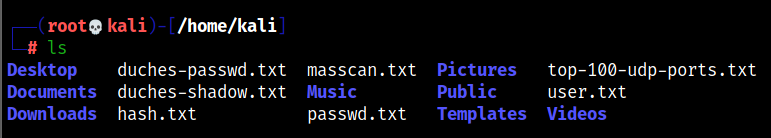 (root💀kali)-[/home/kali]
# ls
Desktop duches-passwd.txt masscan.txt Pictures top-100-udp-ports.txt
Documents duches-shadow.txt Music Public user.txt
Downloads hash.txt passwd.txt Templates Videos